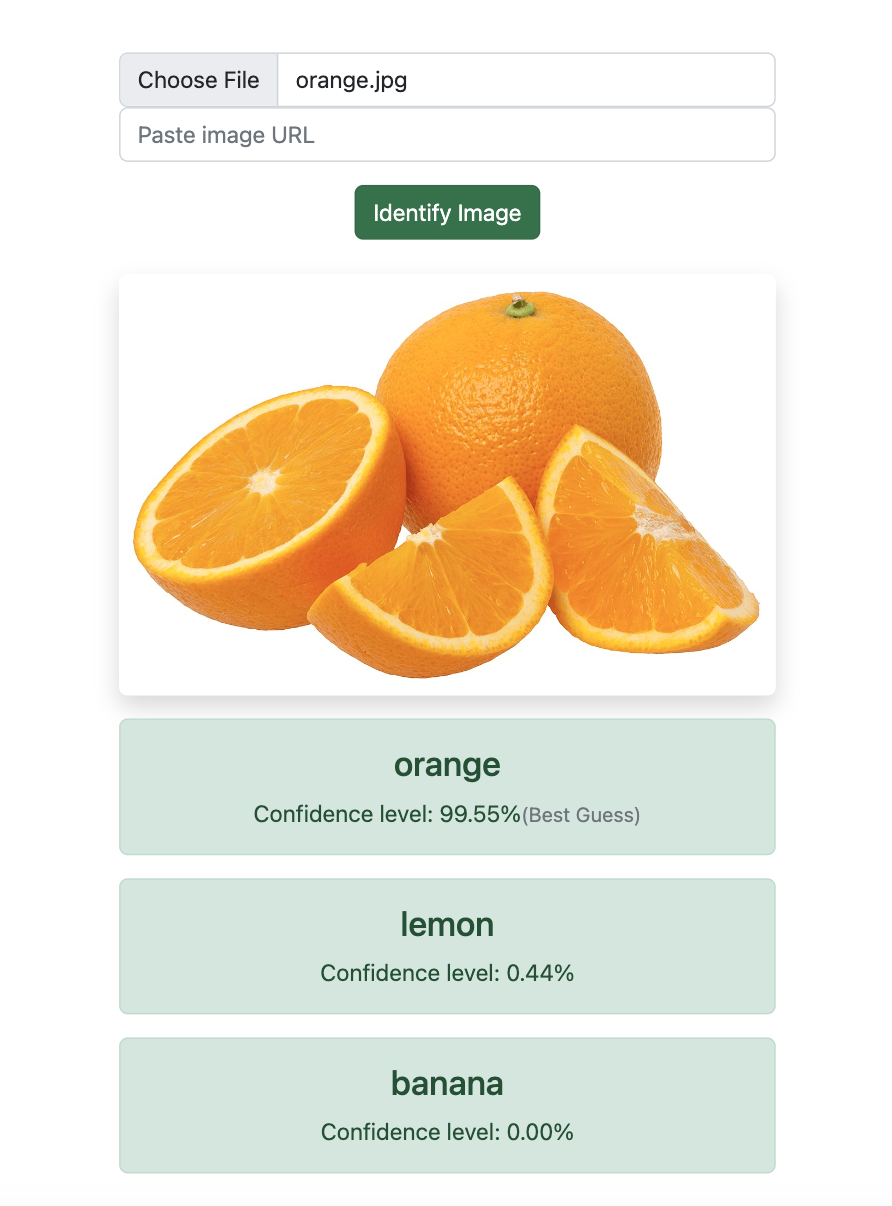 Choose File orange.jpg
Paste image URL
Identify Image
orange
Confidence level: 99.55%(Best Guess)
lemon
Confidence level: 0.44%
banana
Confidence level: 0.00%